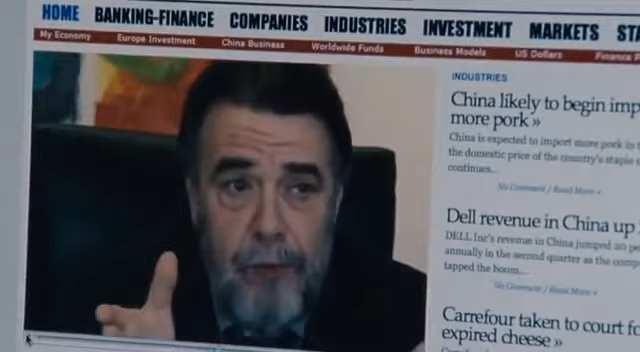 HOME BANKING-FINANCE COMPANIES INDUSTRIES INVESTMENT MARKETS
My Economy Europe Investment China Business Worldwide Funds Business Models US Dollars Finance
INDUSTRIES
China likely to begin
more pork »
China is expected to import more pork in
the domestic price of the country's staple
continues...
No Comment / Read More »
Dell revenue in China up
DELL Inc's revenue in China jumped 20
annually in the second quarter as the
tapped the boom...
No Comment / Read More »
Carrefour taken to court
expired cheese »